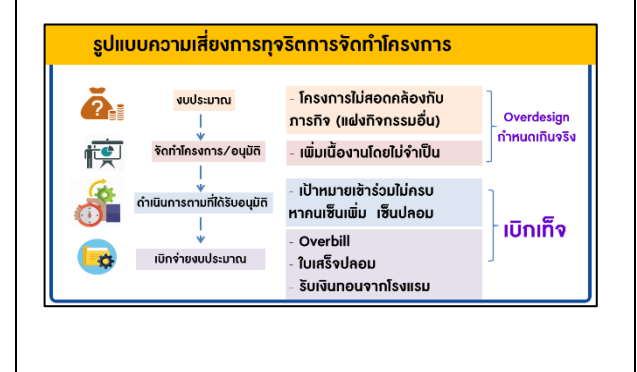 รูปแบบความเสี่ยงการทุจริตการจัดทำโครงการ
งบประมาณ
- โครงการไม่สอดคล้องกับ
ภารกิจ (แฝงกิจกรรมอื่น)
Overdesign
กำหนดเกินจริง
จัดทำโครงการ/อนุมัติ
- เพิ่มเนื้องานโดยไม่จำเป็น
ดำเนินการตามที่ได้รับอนุมัติ
- เป้าหมายเข้าร่วมไม่ครบ
หาคนเซ็นเพิ่ม เซ็นปลอม
เบิกเท็จ
เบิกจ่ายงบประมาณ
- Overbill
- ใบเสร็จปลอม
- รับเงินทอนจากโรงแรม